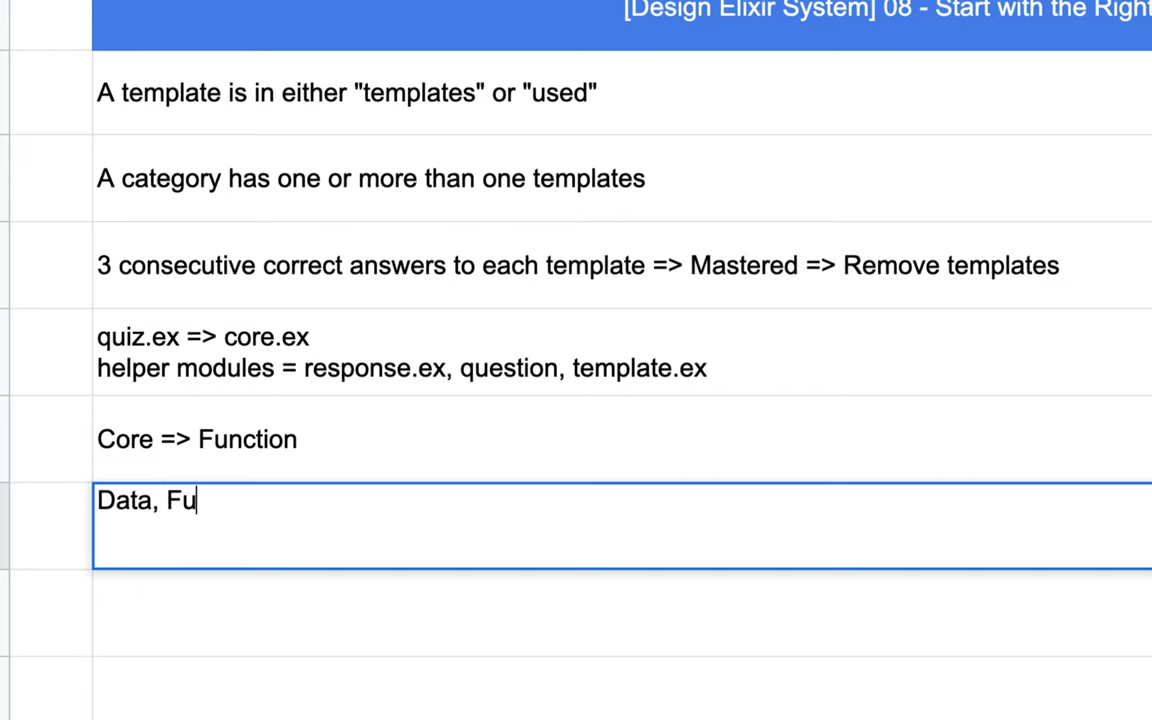 [Design Elixir System] 08 - Start with the Right
A template is in either "templates" or "used"
A category has one or more than one templates
3 consecutive correct answers to each template => Mastered => Remove templates
quiz.ex => core.ex
helper modules = response.ex, question, template.ex
Core => Function
Data, Fu